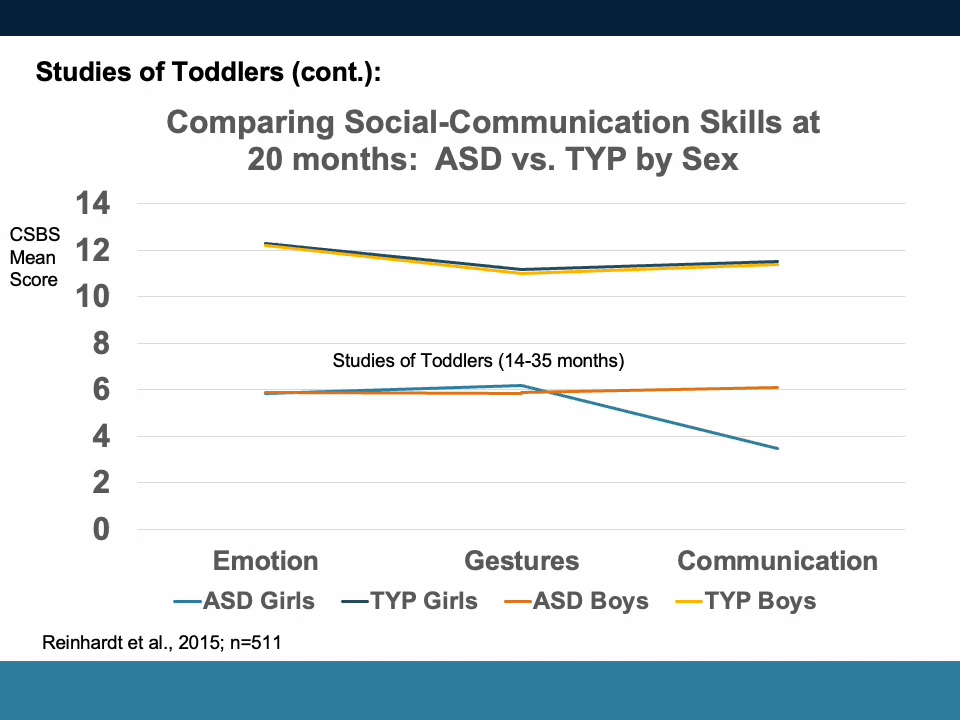 Studies of Toddlers (cont.):
Comparing Social-Communication Skills at
20 months:  ASD vs. TYP by Sex
CSBS
Mean
Score
14
12
10
8
6
4
2
0
Studies of Toddlers (14-35 months)
Emotion
Gestures
Communication
ASD Girls
TYP Girls
ASD Boys
TYP Boys
Reinhardt et al., 2015; n=511